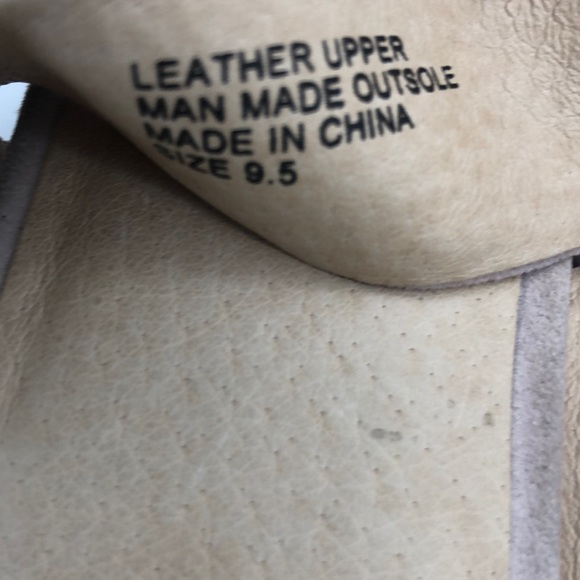 LEATHER UPPER
MAN MADE OUTSOLE
MADE IN CHINA
SIZE 9.5